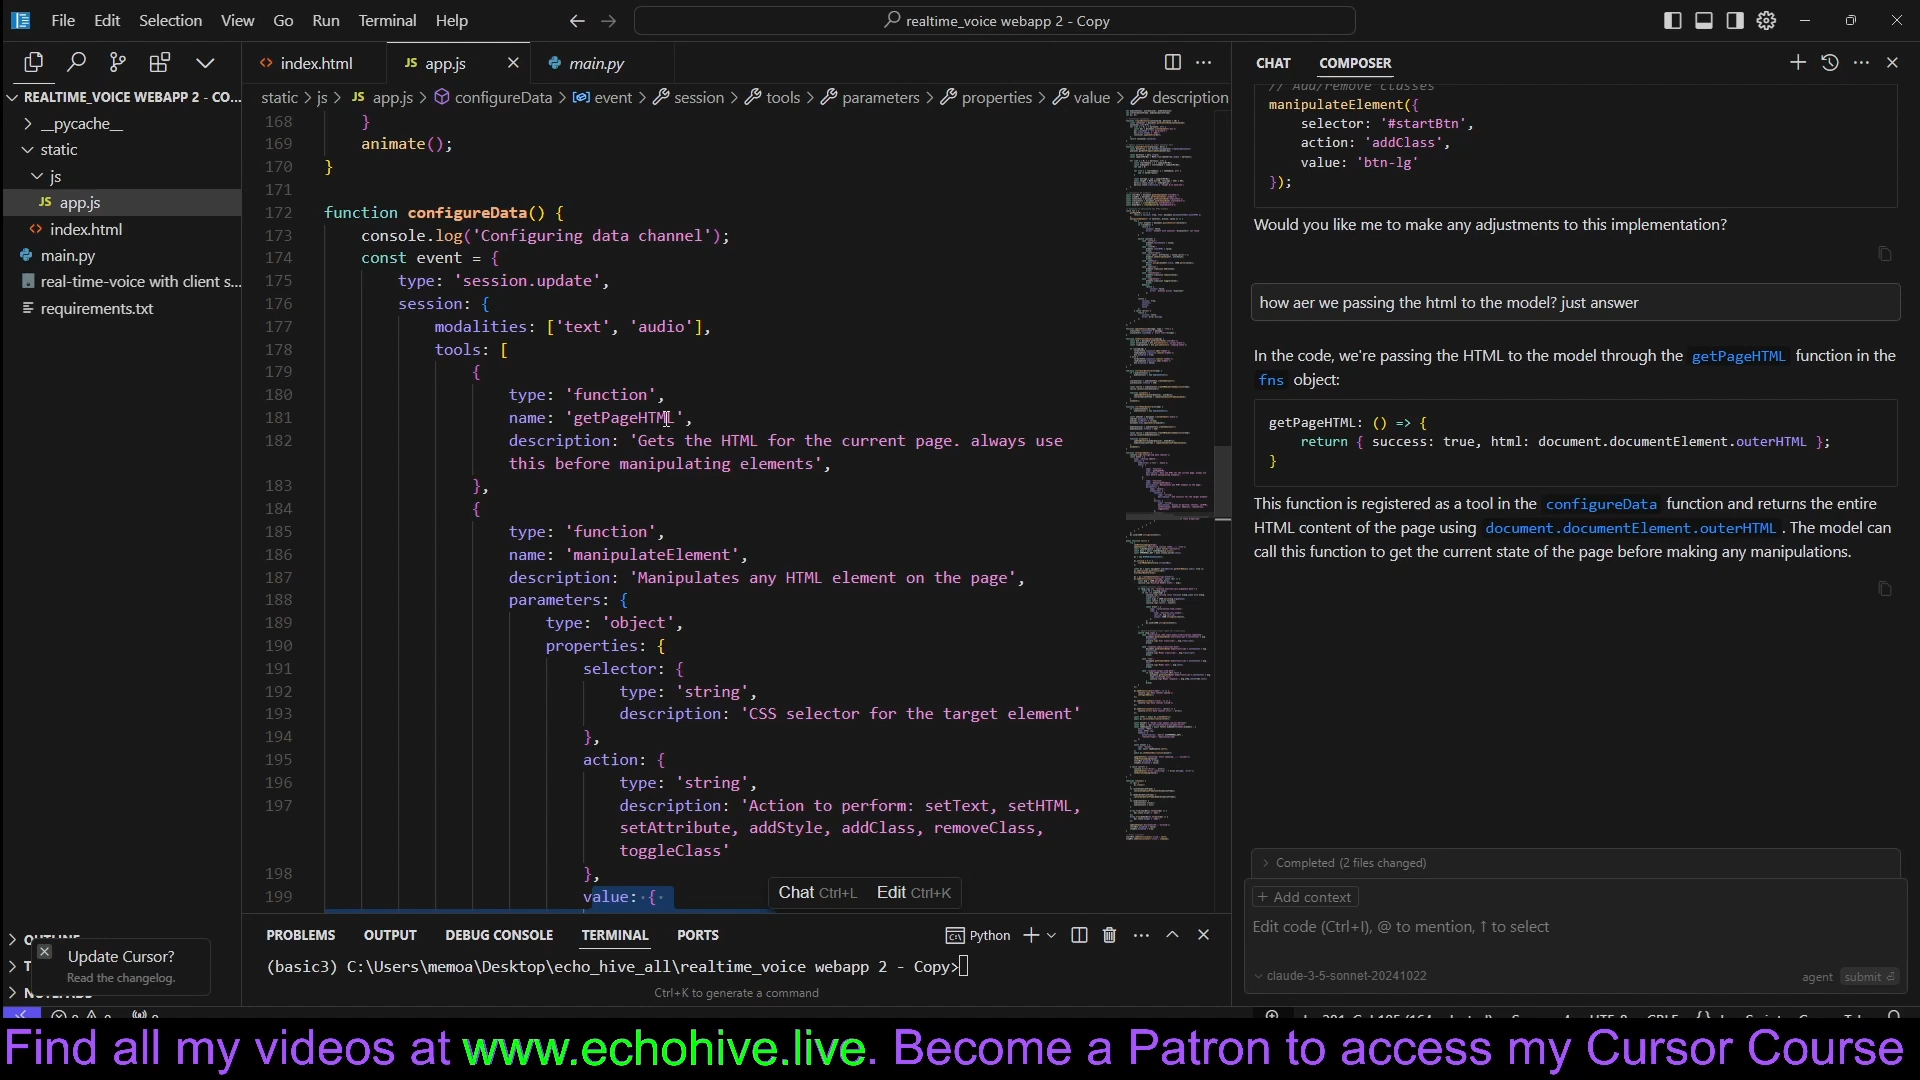 File Edit Selection View Go Run Terminal Help
realtime_voice webapp 2 - Copy
REALTIME_VOICE WEBAPP 2 - CO...
__pycache__
static
js
JS app.js
index.html
main.py
real-time-voice with client s...
requirements.txt
Update Cursor?
Read the changelog.
index.html
JS app.js
main.py
static > js > JS app.js > configureData > event > session > tools > parameters > properties > value > description
168 }
169 animate();
170 }
171
172 function configureData() {
173 console.log('Configuring data channel');
174 const event = {
175 type: 'session.update',
176 session: {
177 modalities: ['text', 'audio'],
178 tools: [
179 {
180 type: 'function',
181 name: 'getPageHTML',
182 description: 'Gets the HTML for the current page. always use
this before manipulating elements',
183 },
184 {
185 type: 'function',
186 name: 'manipulateElement',
187 description: 'Manipulates any HTML element on the page',
188 parameters: {
189 type: 'object',
190 properties: {
191 selector: {
192 type: 'string',
193 description: 'CSS selector for the target element'
194 },
195 action: {
196 type: 'string',
197 description: 'Action to perform: setText, setHTML,
setAttribute, addStyle, addClass, removeClass,
toggleClass'
198 },
199 value: {
Chat Ctrl+L Edit Ctrl+K
PROBLEMS OUTPUT DEBUG CONSOLE TERMINAL PORTS
Python
(basic3) C:\Users\memoa\Desktop\echo_hive_all\realtime_voice webapp 2 - Copy>
Ctrl+K to generate a command
CHAT COMPOSER
// Add/remove classes
manipulateElement({
selector: '#startBtn',
action: 'addClass',
value: 'btn-lg'
});
Would you like me to make any adjustments to this implementation?
how aer we passing the html to the model? just answer
In the code, we're passing the HTML to the model through the getPageHTML function in the
fns object:
getPageHTML: () => {
return { success: true, html: document.documentElement.outerHTML };
}
This function is registered as a tool in the configureData function and returns the entire
HTML content of the page using document.documentElement.outerHTML . The model can
call this function to get the current state of the page before making any manipulations.
Completed (2 files changed)
+ Add context
Edit code (Ctrl+I), @ to mention, ↑ to select
claude-3-5-sonnet-20241022
agent submit
Find all my videos at www.echohive.live. Become a Patron to access my Cursor Course